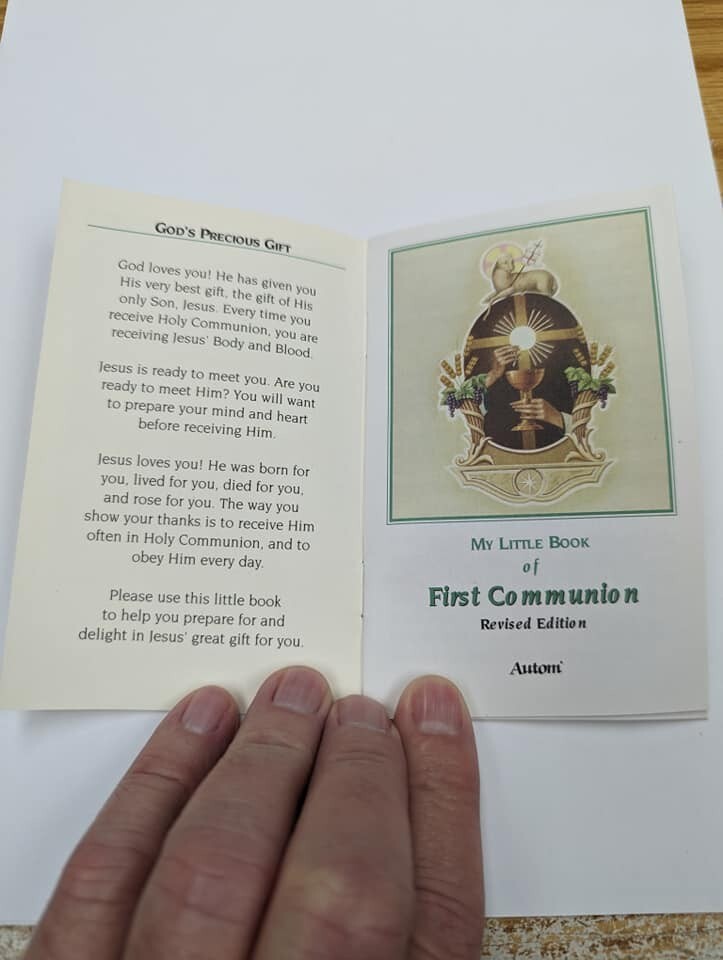 GOD'S PRECIOUS GIFT
God loves you! He has given you
His very best gift, the gift of His
only Son, Jesus. Every time you
receive Holy Communion, you are
receiving Jesus' Body and Blood.
Jesus is ready to meet you. Are you
ready to meet Him? You will want
to prepare your mind and heart
before receiving Him.
Jesus loves you! He was born for
you, lived for you, died for you,
and rose for you. The way you
show your thanks is to receive Him
often in Holy Communion, and to
obey Him every day.
Please use this little book
to help you prepare for and
delight in Jesus' great gift for you.
MY LITTLE BOOK
of
First Communion
Revised Edition
Autom